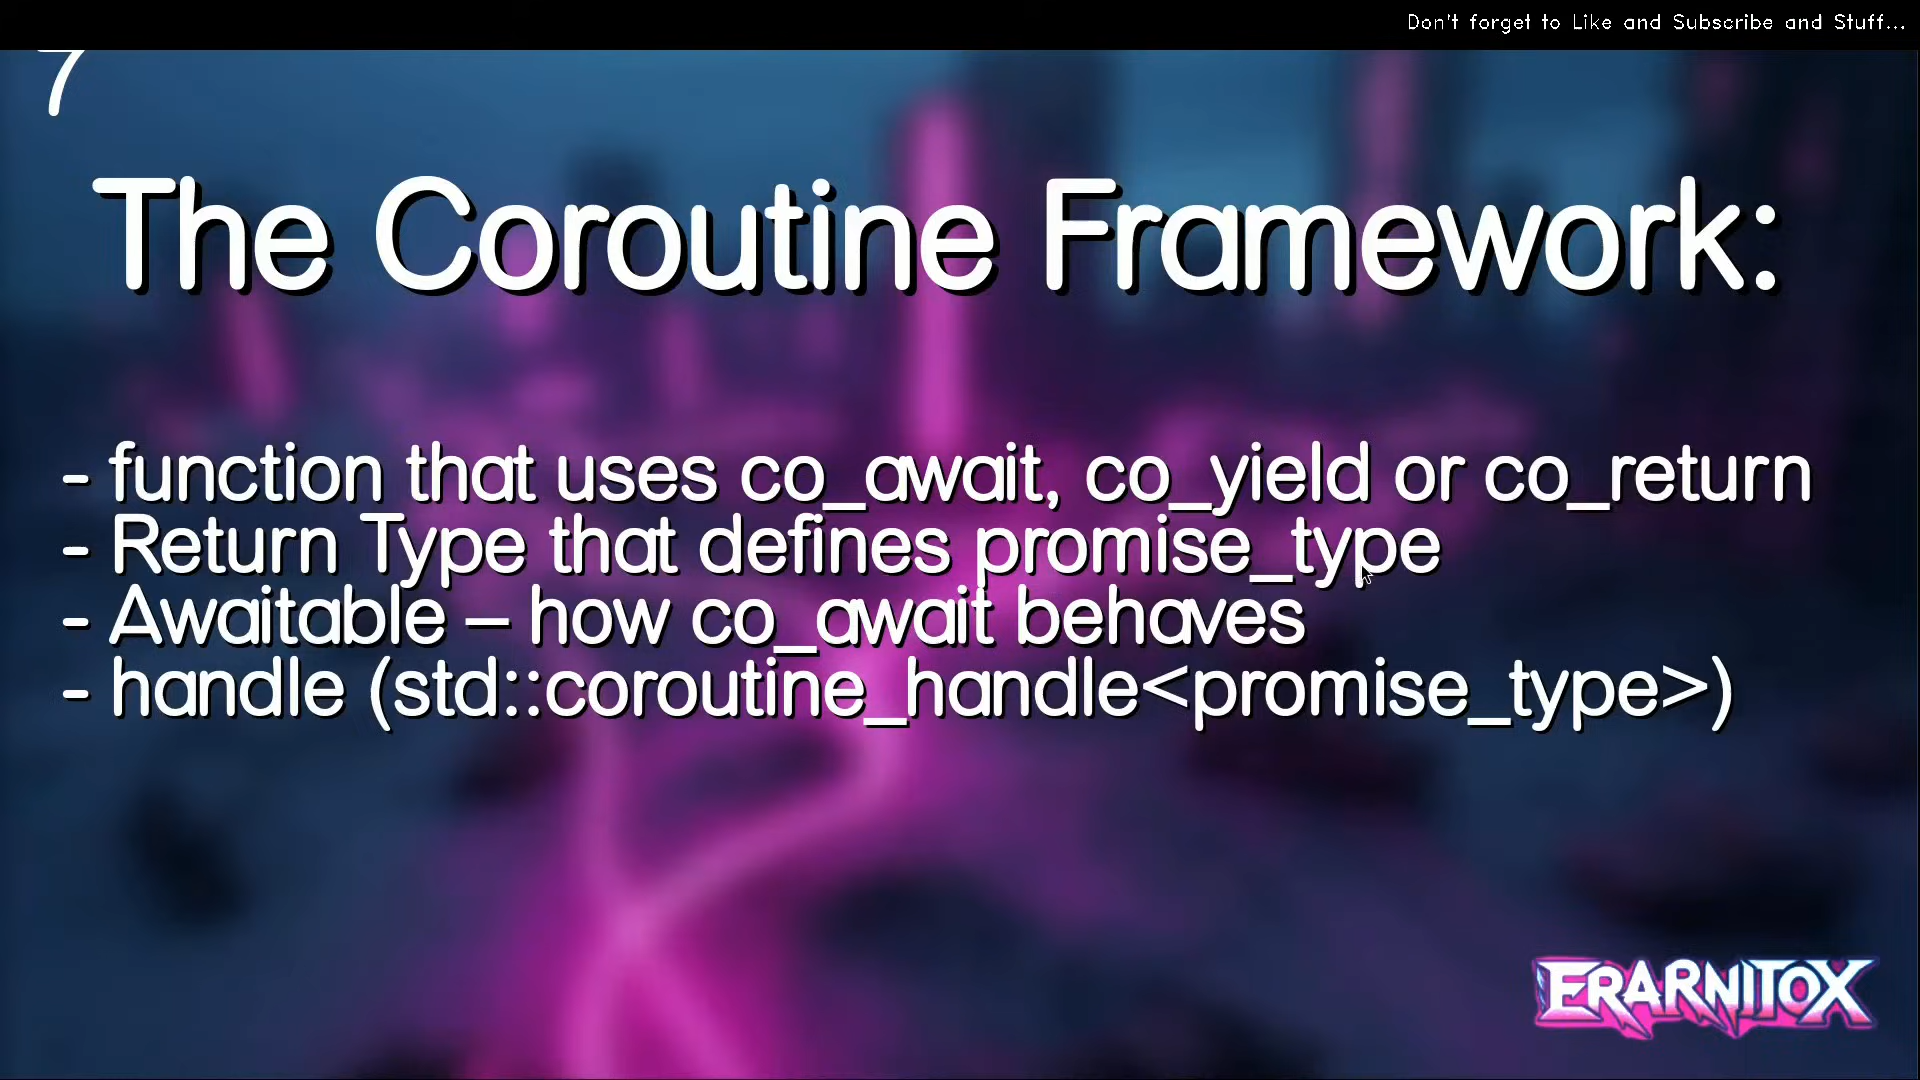 Don't forget to Like and Subscribe and Stuff...
7
The Coroutine Framework:
- function that uses co_await, co_yield or co_return
- Return Type that defines promise_type
- Awaitable – how co_await behaves
- handle (std::coroutine_handle<promise_type>)
ERARNITOX